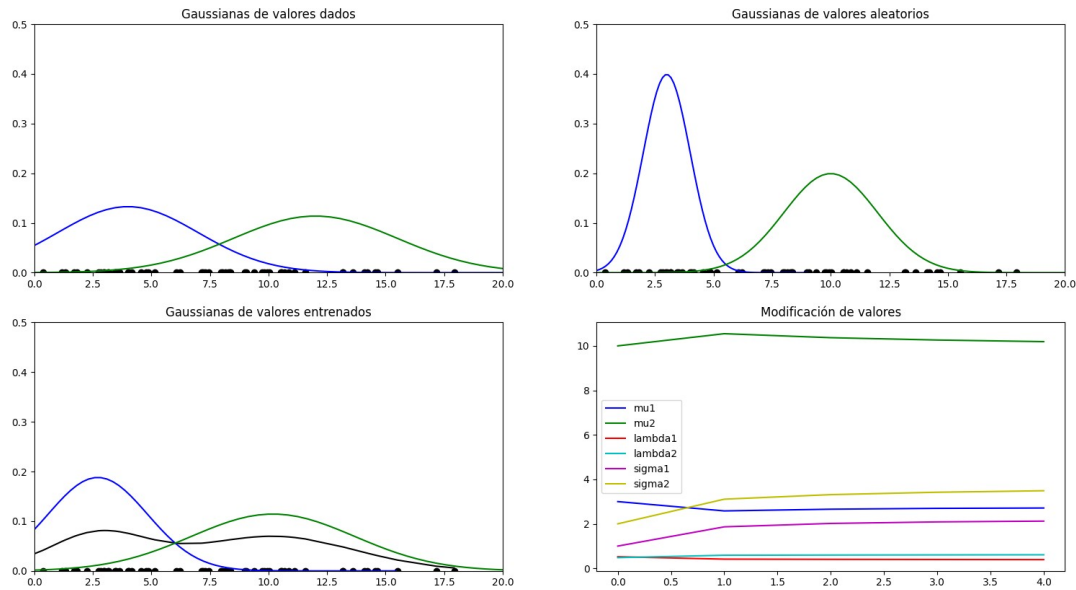 Gaussianas de valores dados
0.5
0.4
0.3
0.2
0.1
0.0
0.0 2.5 5.0 7.5 10.0 12.5 15.0 17.5 20.0
Gaussianas de valores aleatorios
0.5
0.4
0.3
0.2
0.1
0.0
0.0 2.5 5.0 7.5 10.0 12.5 15.0 17.5 20.0
Gaussianas de valores entrenados
0.5
0.4
0.3
0.2
0.1
0.0
0.0 2.5 5.0 7.5 10.0 12.5 15.0 17.5 20.0
Modificación de valores
10
8
6
4
2
0
mu1
mu2
lambda1
lambda2
sigma1
sigma2
0.0 0.5 1.0 1.5 2.0 2.5 3.0 3.5 4.0